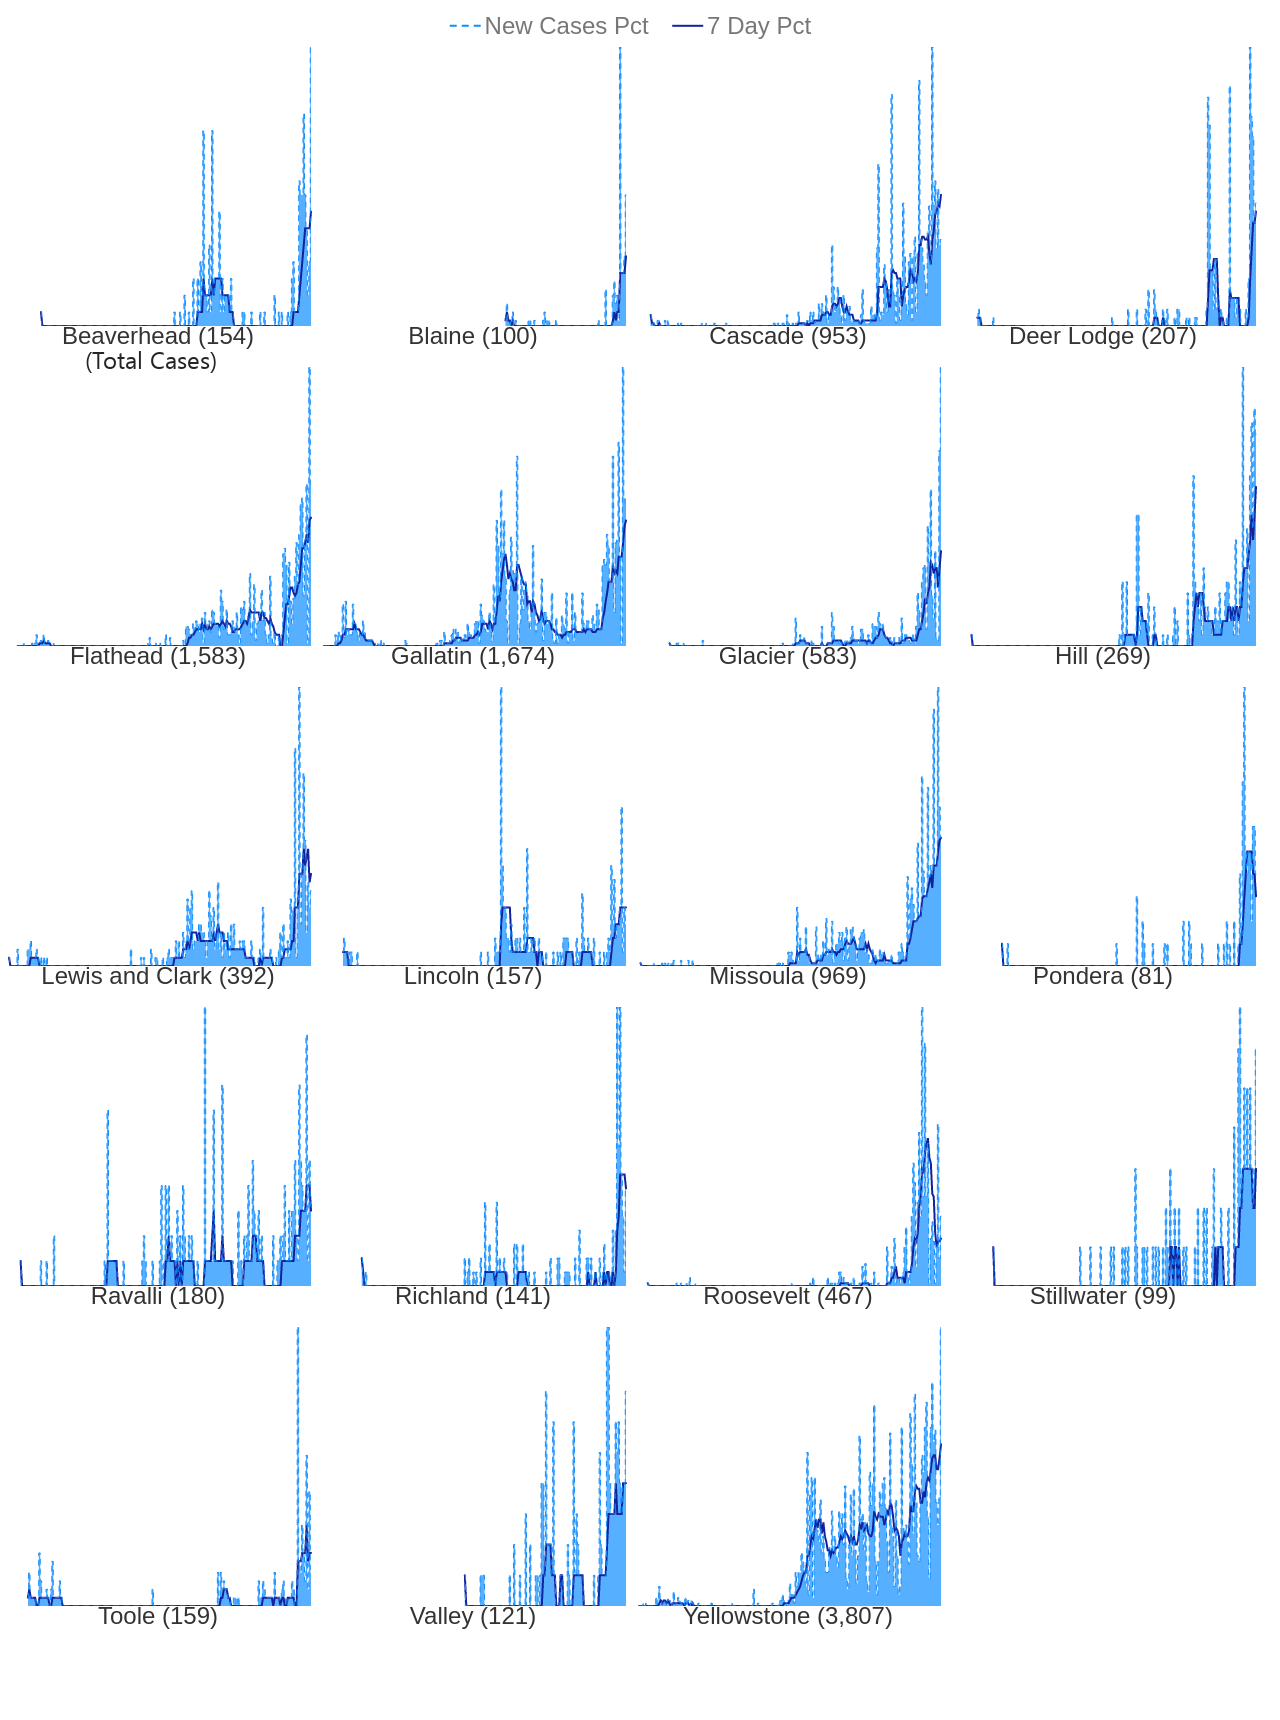 New Cases Pct 7 Day Pct
Beaverhead (154) Blaine (100) Cascade (953) Deer Lodge (207)
(Total Cases)
Flathead (1,583) Gallatin (1,674) Glacier (583) Hill (269)
Lewis and Clark (392) Lincoln (157) Missoula (969) Pondera (81)
Ravalli (180) Richland (141) Roosevelt (467) Stillwater (99)
Toole (159) Valley (121) Yellowstone (3,807)